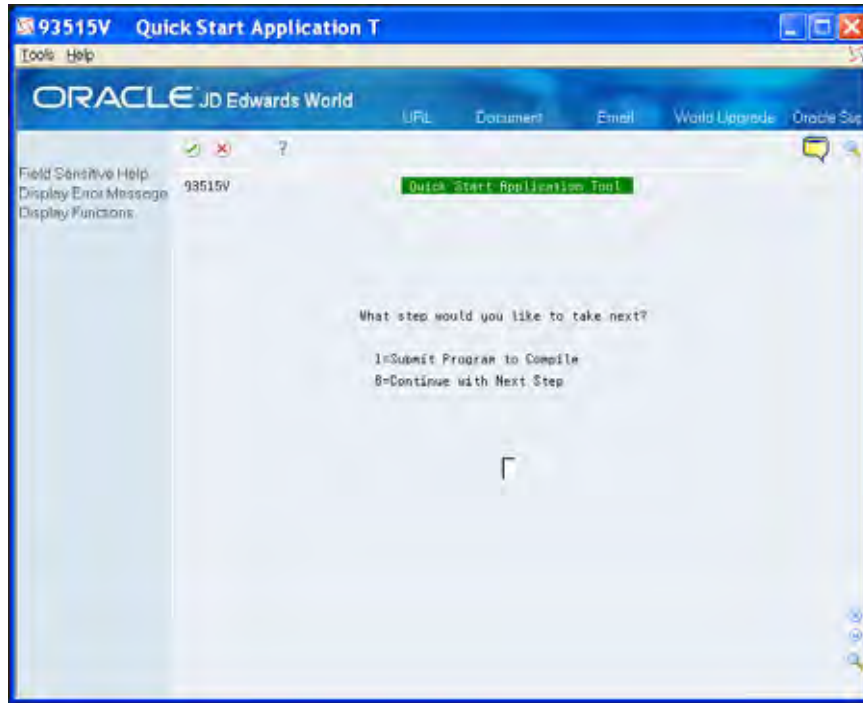 93515V Quick Start Application T
Tools Help
ORACLE JD Edwards World
URL Document Email World Upgrade Oracle Sup
?
Field Sensitive Help
Display Error Message
Display Functions
93515V Quick Start Application Tool
What step would you like to take next?
1=Submit Program to Compile
8=Continue with Next Step